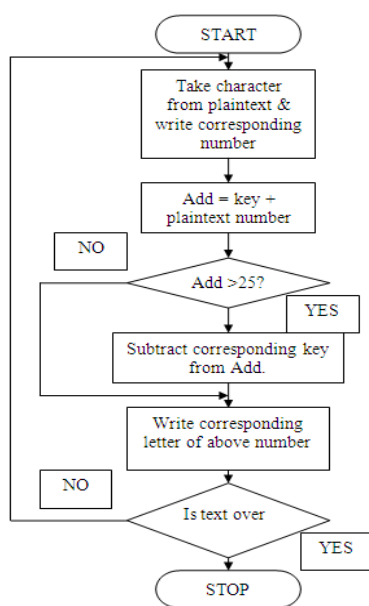 START
Take character
from plaintext &
write corresponding
number
Add = key +
plaintext number
NO
Add >25?
YES
Subtract corresponding key
from Add.
Write corresponding
letter of above number
NO
Is text over
YES
STOP